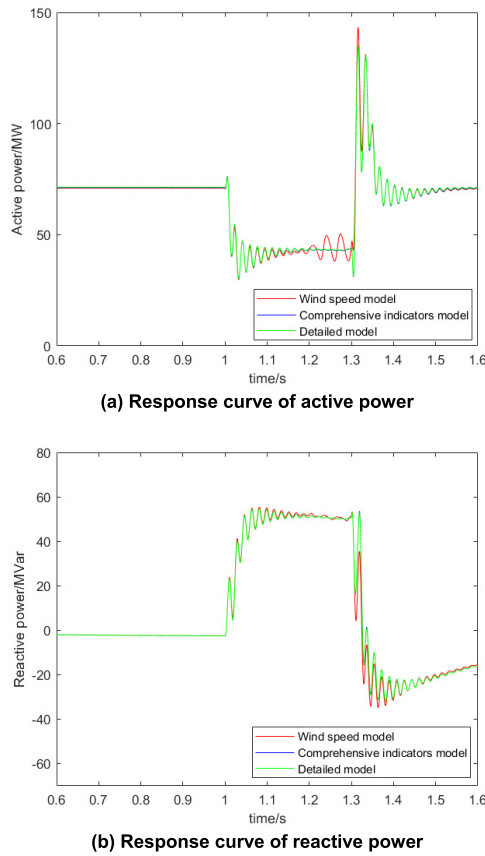 150
100
50
0
Active power/MW
0.6 0.7 0.8 0.9 1 1.1 1.2 1.3 1.4 1.5 1.6
time/s
Wind speed model
Comprehensive indicators model
Detailed model
(a) Response curve of active power
80
60
40
20
0
-20
-40
-60
Reactive power/MVar
0.6 0.7 0.8 0.9 1 1.1 1.2 1.3 1.4 1.5 1.6
time/s
Wind speed model
Comprehensive indicators model
Detailed model
(b) Response curve of reactive power